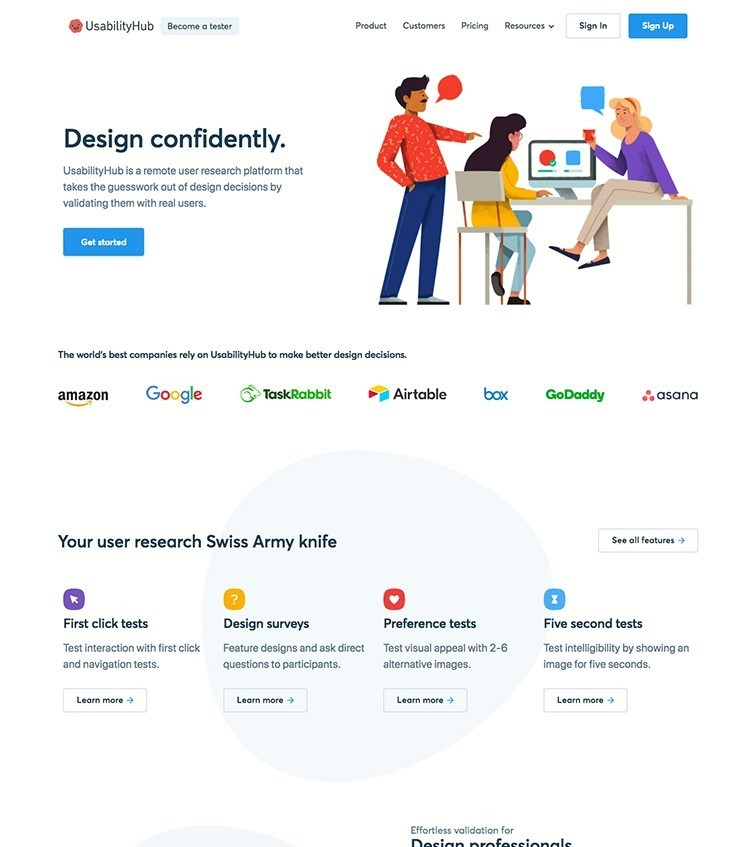 UsabilityHub Become a tester Product Customers Pricing Resources Sign In Sign Up
Design confidently.
UsabilityHub is a remote user research platform that
takes the guesswork out of design decisions by
validating them with real users.
Get started
The world's best companies rely on UsabilityHub to make better design decisions.
amazon Google TaskRabbit Airtable box GoDaddy asana
Your user research Swiss Army knife
See all features →
?
First click tests
Test interaction with first click
and navigation tests.
Learn more →
Design surveys
Feature designs and ask direct
questions to participants.
Learn more →
Preference tests
Test visual appeal with 2-6
alternative images.
Learn more →
Five second tests
Test intelligibility by showing an
image for five seconds.
Learn more →
Effortless validation for
Design professionals